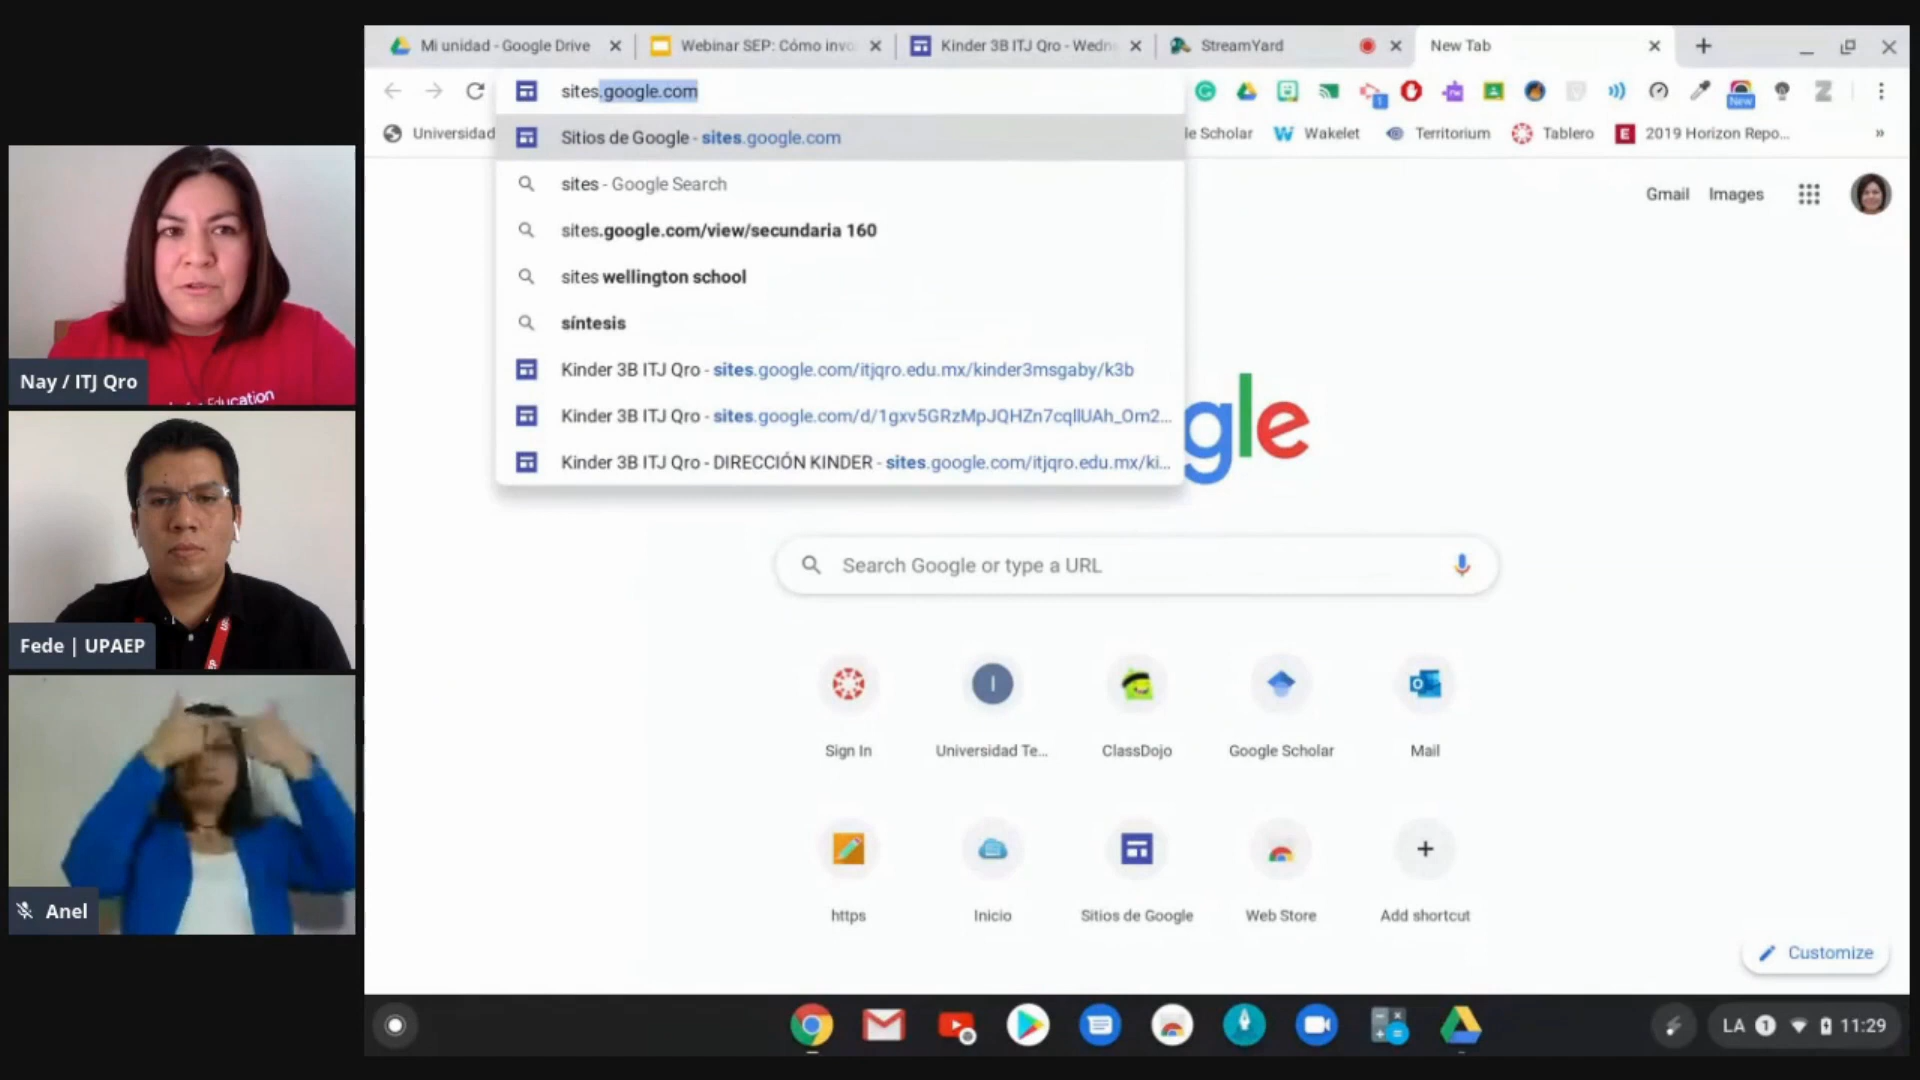 Mi unidad - Google Drive
Webinar SEP: Cómo invo
Kinder 3B ITJ Qro - Wedn
StreamYard
New Tab
sites.google.com
Universidad
le Scholar
Wakelet
Territorium
Tablero
2019 Horizon Repo...
»
New
1
Sitios de Google - sites.google.com
sites - Google Search
sites.google.com/view/secundaria 160
sites wellington school
síntesis
Kinder 3B ITJ Qro - sites.google.com/itjqro.edu.mx/kinder3msgaby/k3b
Kinder 3B ITJ Qro - sites.google.com/d/1gxv5GRzMpJQHZn7cqllUAh_Om2...
Kinder 3B ITJ Qro - DIRECCIÓN KINDER - sites.google.com/itjqro.edu.mx/ki...
Gmail Images
gle
Search Google or type a URL
Sign In
Universidad Te...
ClassDojo
Google Scholar
Mail
https
Inicio
Sitios de Google
Web Store
Add shortcut
Customize
LA 1 11:29
Education
Nay / ITJ Qro
Fede | UPAEP
Anel